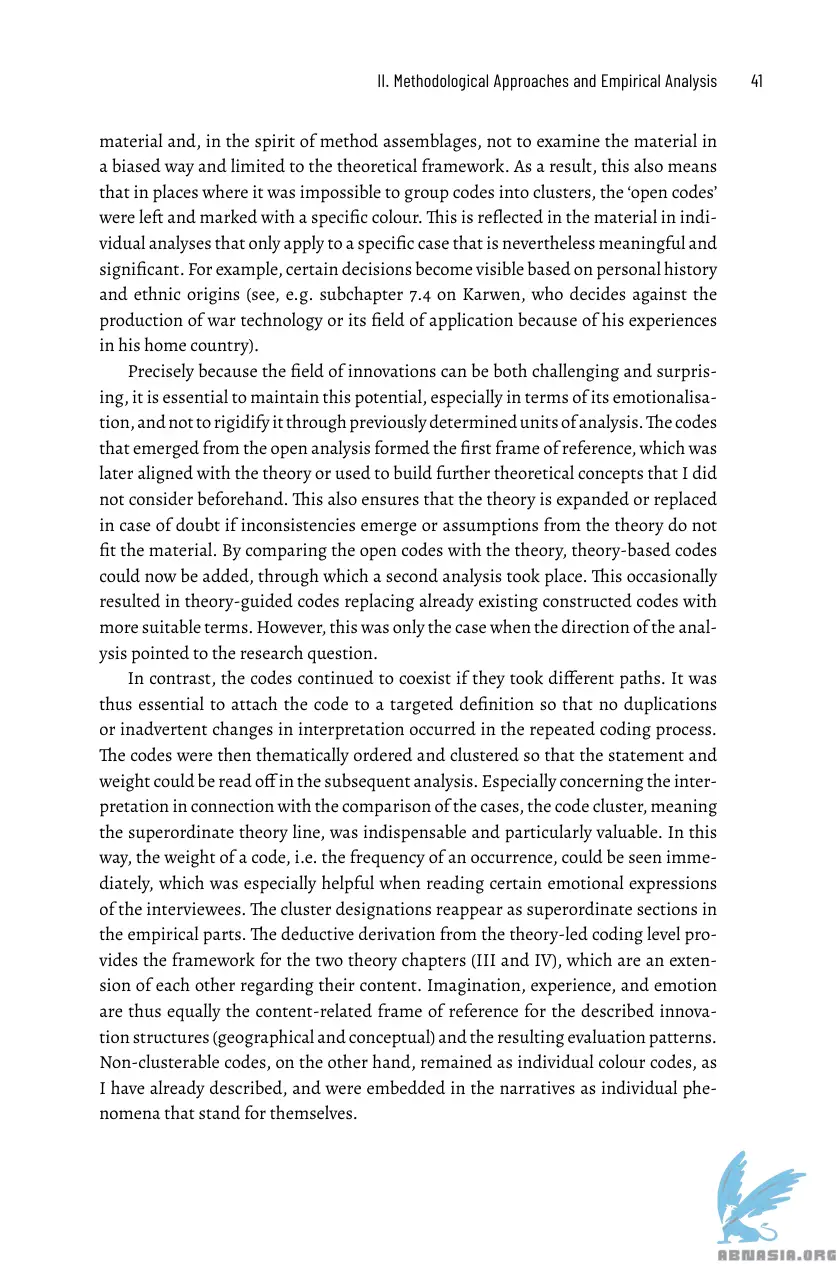 II. Methodological Approaches and Empirical Analysis 41
material and, in the spirit of method assemblages, not to examine the material in
a biased way and limited to the theoretical framework. As a result, this also means
that in places where it was impossible to group codes into clusters, the ‘open codes’
were left and marked with a specific colour. This is reflected in the material in indi-
vidual analyses that only apply to a specific case that is nevertheless meaningful and
significant. For example, certain decisions become visible based on personal history
and ethnic origins (see, e.g. subchapter 7.4 on Karwen, who decides against the
production of war technology or its field of application because of his experiences
in his home country).
Precisely because the field of innovations can be both challenging and surpris-
ing, it is essential to maintain this potential, especially in terms of its emotionalisa-
tion, and not to rigidify it through previously determined units of analysis. The codes
that emerged from the open analysis formed the first frame of reference, which was
later aligned with the theory or used to build further theoretical concepts that I did
not consider beforehand. This also ensures that the theory is expanded or replaced
in case of doubt if inconsistencies emerge or assumptions from the theory do not
fit the material. By comparing the open codes with the theory, theory-based codes
could now be added, through which a second analysis took place. This occasionally
resulted in theory-guided codes replacing already existing constructed codes with
more suitable terms. However, this was only the case when the direction of the anal-
ysis pointed to the research question.
In contrast, the codes continued to coexist if they took different paths. It was
thus essential to attach the code to a targeted definition so that no duplications
or inadvertent changes in interpretation occurred in the repeated coding process.
The codes were then thematically ordered and clustered so that the statement and
weight could be read off in the subsequent analysis. Especially concerning the inter-
pretation in connection with the comparison of the cases, the code cluster, meaning
the superordinate theory line, was indispensable and particularly valuable. In this
way, the weight of a code, i.e. the frequency of an occurrence, could be seen imme-
diately, which was especially helpful when reading certain emotional expressions
of the interviewees. The cluster designations reappear as superordinate sections in
the empirical parts. The deductive derivation from the theory-led coding level pro-
vides the framework for the two theory chapters (III and IV), which are an exten-
sion of each other regarding their content. Imagination, experience, and emotion
are thus equally the content-related frame of reference for the described innova-
tion structures (geographical and conceptual) and the resulting evaluation patterns.
Non-clusterable codes, on the other hand, remained as individual colour codes, as
I have already described, and were embedded in the narratives as individual phe-
nomena that stand for themselves.
ABNASIA.ORG